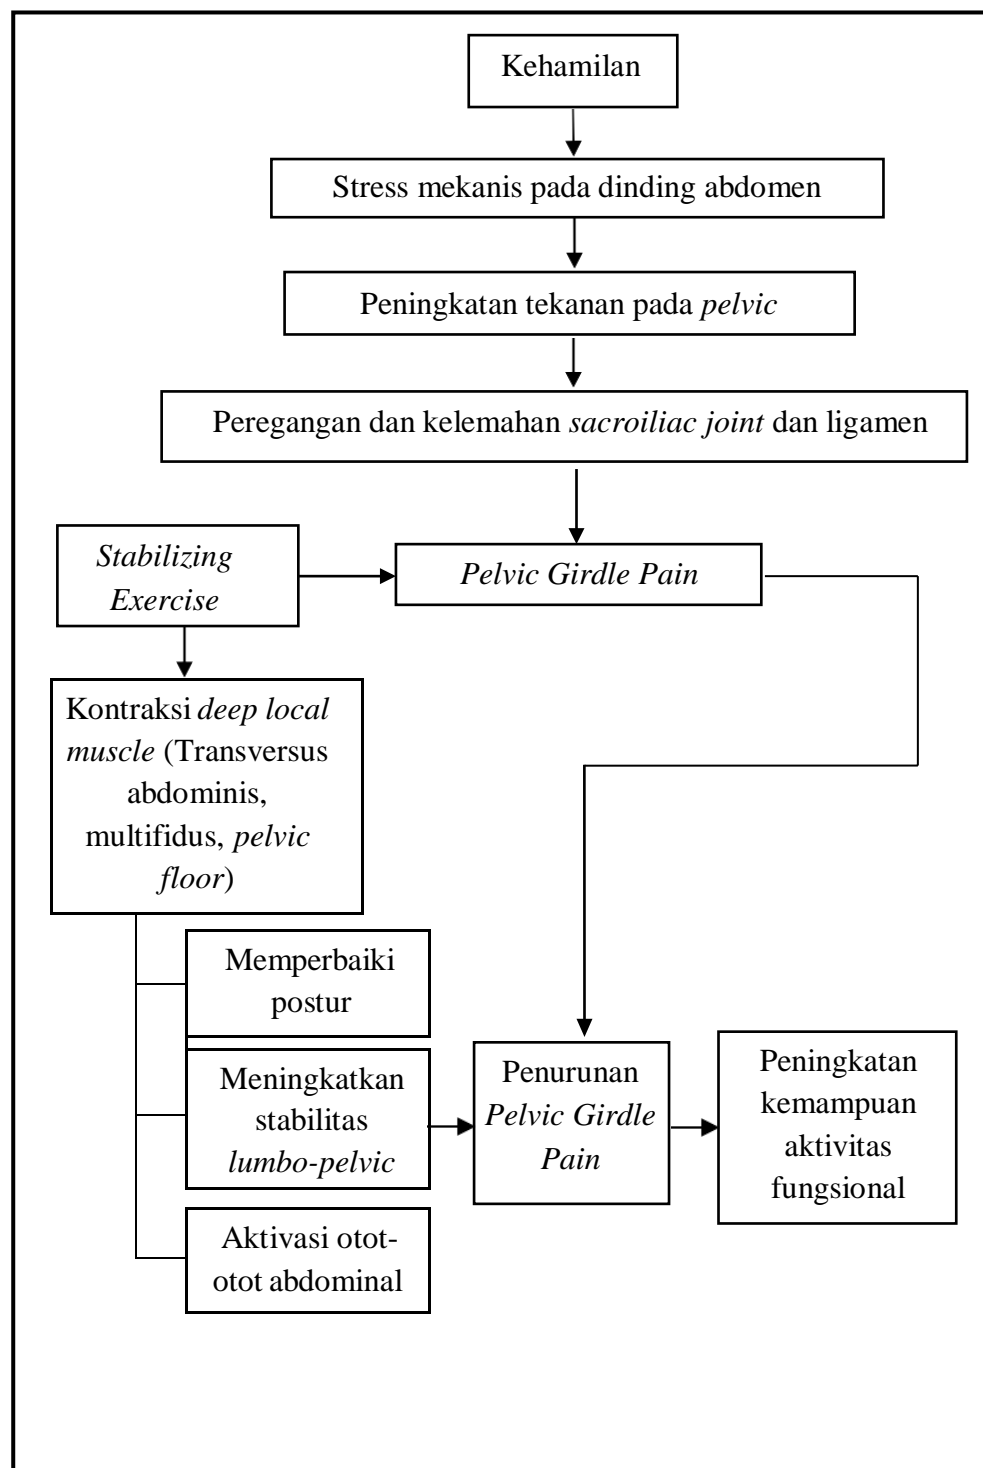 Kehamilan
Stress mekanis pada dinding abdomen
Peningkatan tekanan pada pelvic
Peregangan dan kelemahan sacroiliac joint dan ligamen
Stabilizing
Exercise
Pelvic Girdle Pain
Kontraksi deep local
muscle (Transversus
abdominis,
multifidus, pelvic
floor)
Memperbaiki
postur
Meningkatkan
stabilitas
lumbo-pelvic
Aktivasi otot-
otot abdominal
Penurunan
Pelvic Girdle
Pain
Peningkatan
kemampuan
aktivitas
fungsional